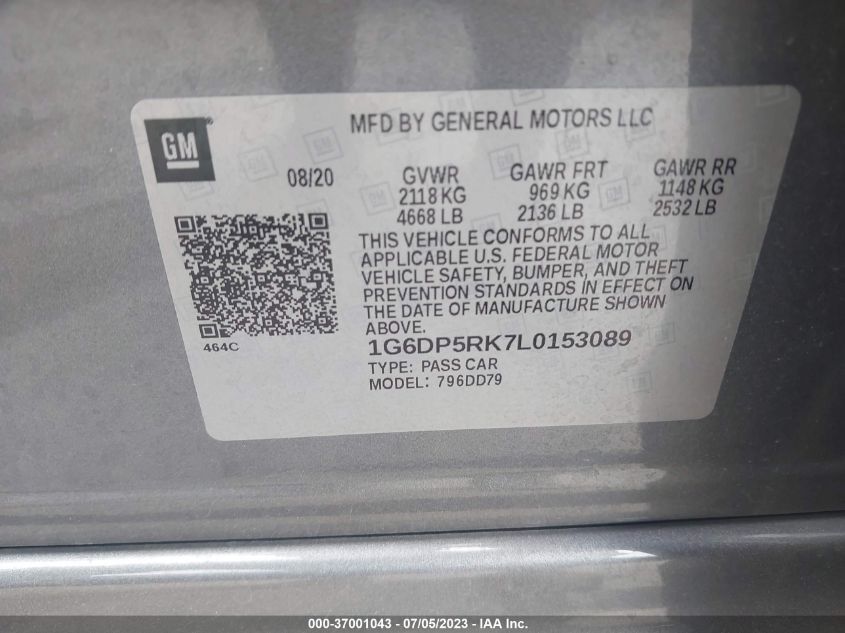 GM
MFD BY GENERAL MOTORS LLC
08/20 GVWR GAWR FRT GAWR RR
2118 KG 969 KG 1148 KG
4668 LB 2136 LB 2532 LB
THIS VEHICLE CONFORMS TO ALL
APPLICABLE U.S. FEDERAL MOTOR
VEHICLE SAFETY, BUMPER, AND THEFT
PREVENTION STANDARDS IN EFFECT ON
THE DATE OF MANUFACTURE SHOWN
ABOVE.
464C
1G6DP5RK7L0153089
TYPE: PASS CAR
MODEL: 796DD79
000-37001043 - 07/05/2023 - IAA Inc.